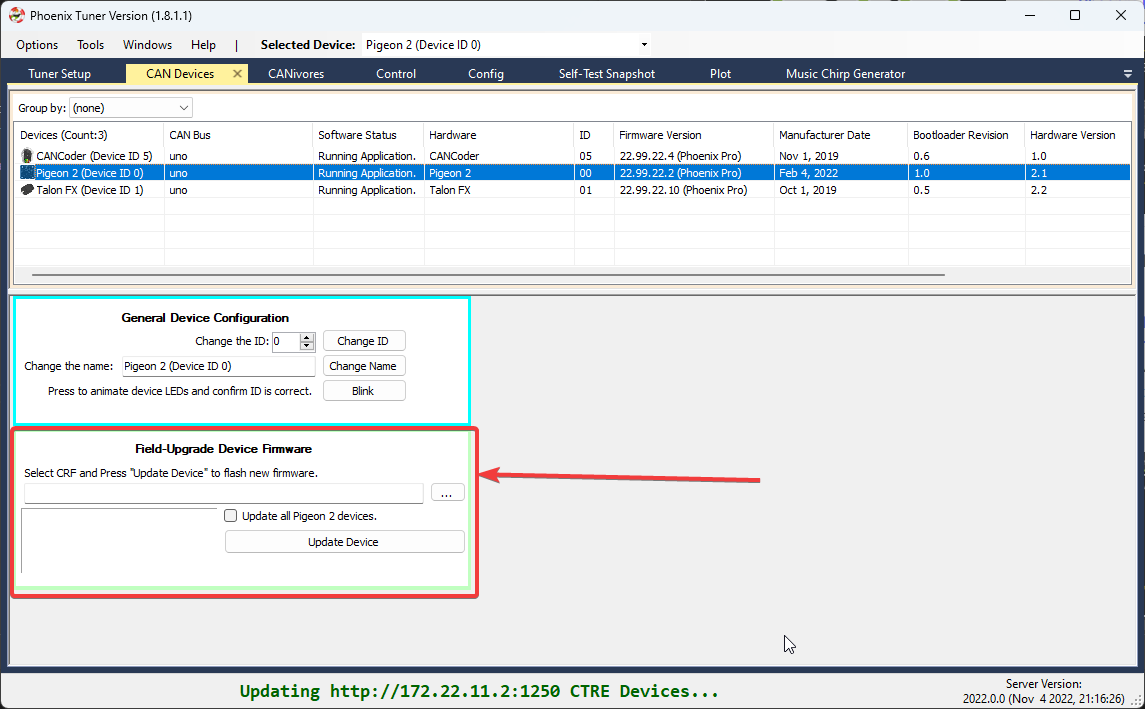 Phoenix Tuner Version (1.8.1.1)
Options Tools Windows Help | Selected Device: Pigeon 2 (Device ID 0)
Tuner Setup CAN Devices CANivores Control Config Self-Test Snapshot Plot Music Chirp Generator
Group by: (none)
Devices (Count:3) CAN Bus Software Status Hardware ID Firmware Version Manufacturer Date Bootloader Revision Hardware Version
CANCoder (Device ID 5) uno Running Application. CANCoder 05 22.99.22.4 (Phoenix Pro) Nov 1, 2019 0.6 1.0
Pigeon 2 (Device ID 0) uno Running Application. Pigeon 2 00 22.99.22.2 (Phoenix Pro) Feb 4, 2022 1.0 2.1
Talon FX (Device ID 1) uno Running Application. Talon FX 01 22.99.22.10 (Phoenix Pro) Oct 1, 2019 0.5 2.2
General Device Configuration
Change the ID: 0 Change ID
Change the name: Pigeon 2 (Device ID 0) Change Name
Press to animate device LEDs and confirm ID is correct. Blink
Field-Upgrade Device Firmware
Select CRF and Press "Update Device" to flash new firmware.
...
Update all Pigeon 2 devices.
Update Device
Updating http://172.22.11.2:1250 CTRE Devices...
Server Version:
2022.0.0 (Nov 4 2022, 21:16:26)